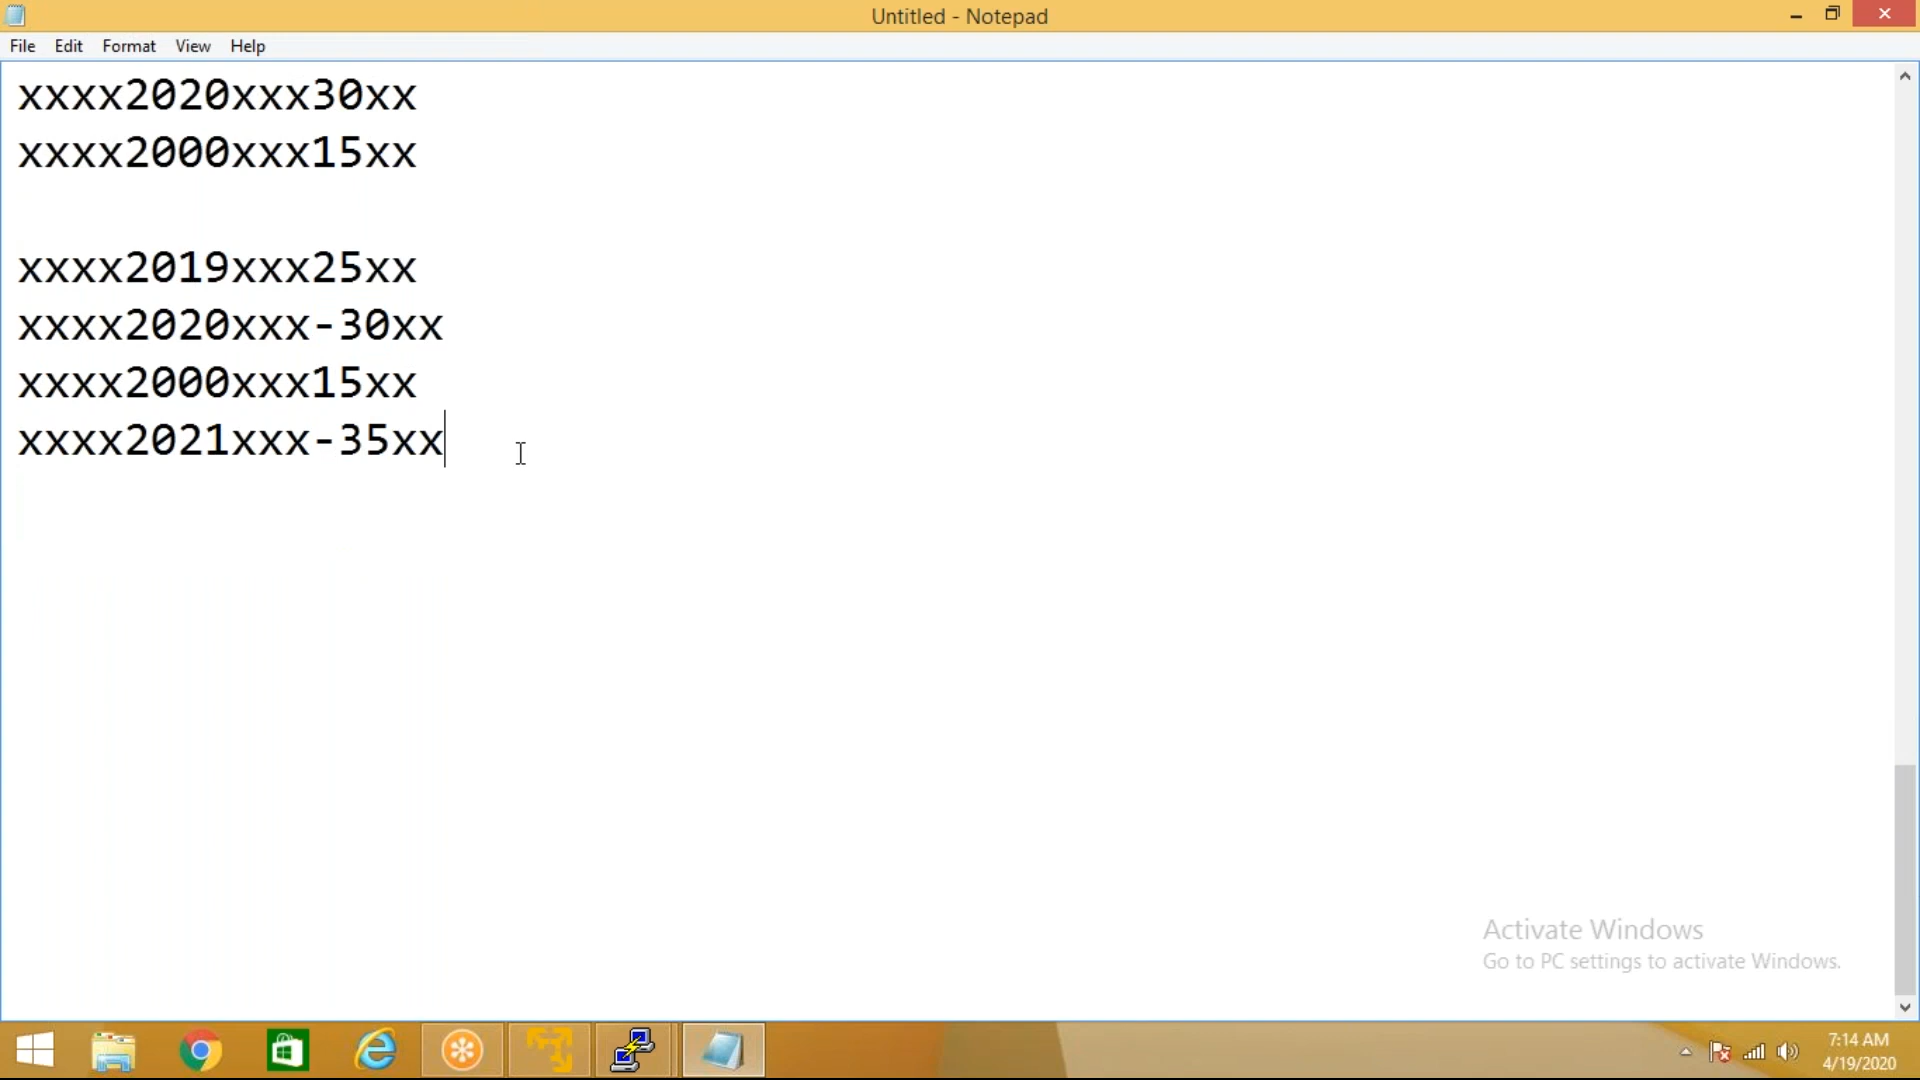 Untitled - Notepad
File Edit Format View Help
xxxx2020xxx30xx
xxxx2000xxx15xx
xxxx2019xxx25xx
xxxx2020xxx-30xx
xxxx2000xxx15xx
xxxx2021xxx-35xx
Activate Windows
Go to PC settings to activate Windows.
7:14 AM
4/19/2020